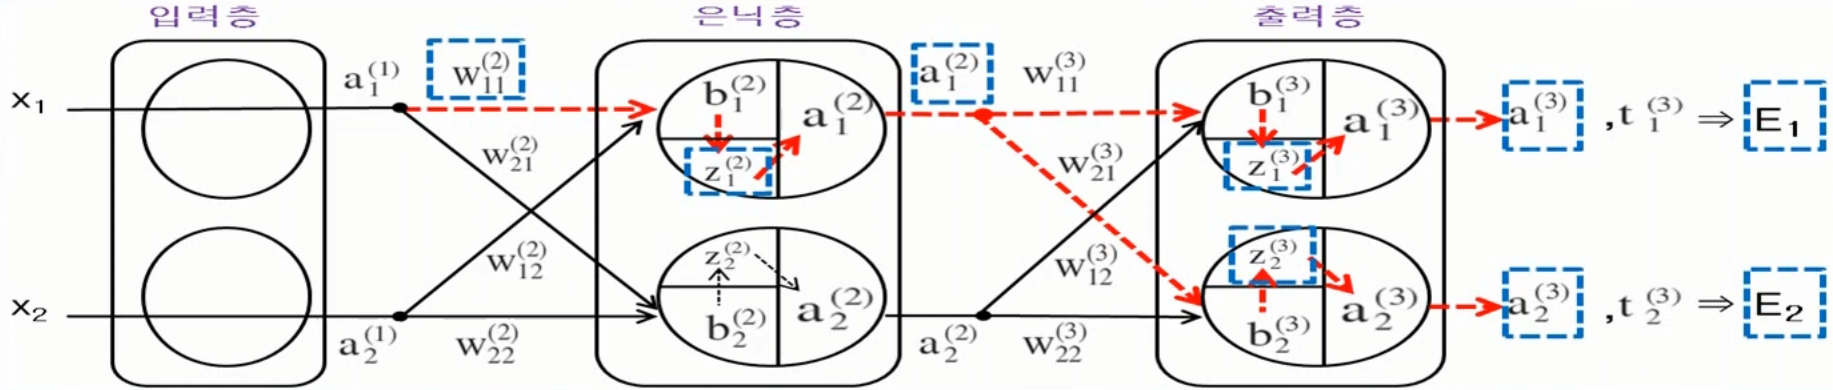 입력층 은닉층 출력층
x₁ a₁⁽¹⁾ w₁₁⁽²⁾ b₁⁽²⁾ a₁⁽²⁾ a₁⁽²⁾ w₁₁⁽³⁾ b₁⁽³⁾ a₁⁽³⁾ a₁⁽³⁾ ,t₁⁽³⁾ ⇒ E₁
w₂₁⁽²⁾ z₁⁽²⁾ w₂₁⁽³⁾ z₁⁽³⁾
w₁₂⁽²⁾ z₂⁽²⁾ w₁₂⁽³⁾ z₂⁽³⁾
x₂ a₂⁽¹⁾ w₂₂⁽²⁾ b₂⁽²⁾ a₂⁽²⁾ a₂⁽²⁾ w₂₂⁽³⁾ b₂⁽³⁾ a₂⁽³⁾ a₂⁽³⁾ ,t₂⁽³⁾ ⇒ E₂